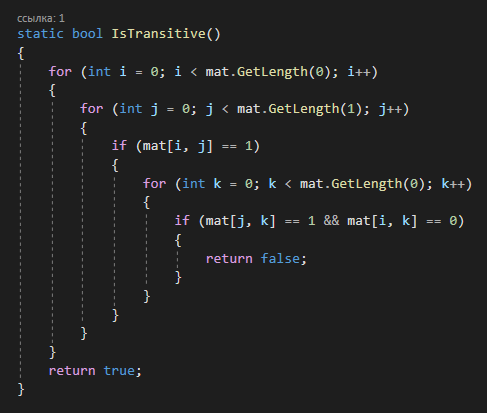 ссылка: 1
static bool IsTransitive()
{
    for (int i = 0; i < mat.GetLength(0); i++)
    {
        for (int j = 0; j < mat.GetLength(1); j++)
        {
            if (mat[i, j] == 1)
            {
                for (int k = 0; k < mat.GetLength(0); k++)
                {
                    if (mat[j, k] == 1 && mat[i, k] == 0)
                    {
                        return false;
                    }
                }
            }
        }
    }
    return true;
}